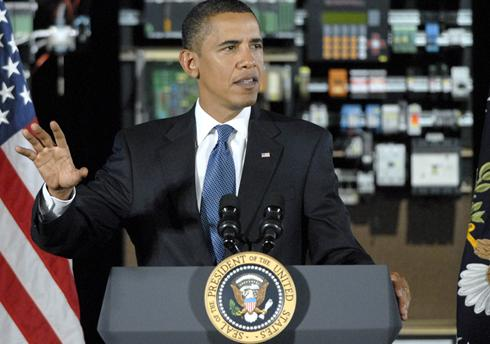 PRESIDENT OF THE UNITED STATES
SEAL OF THE